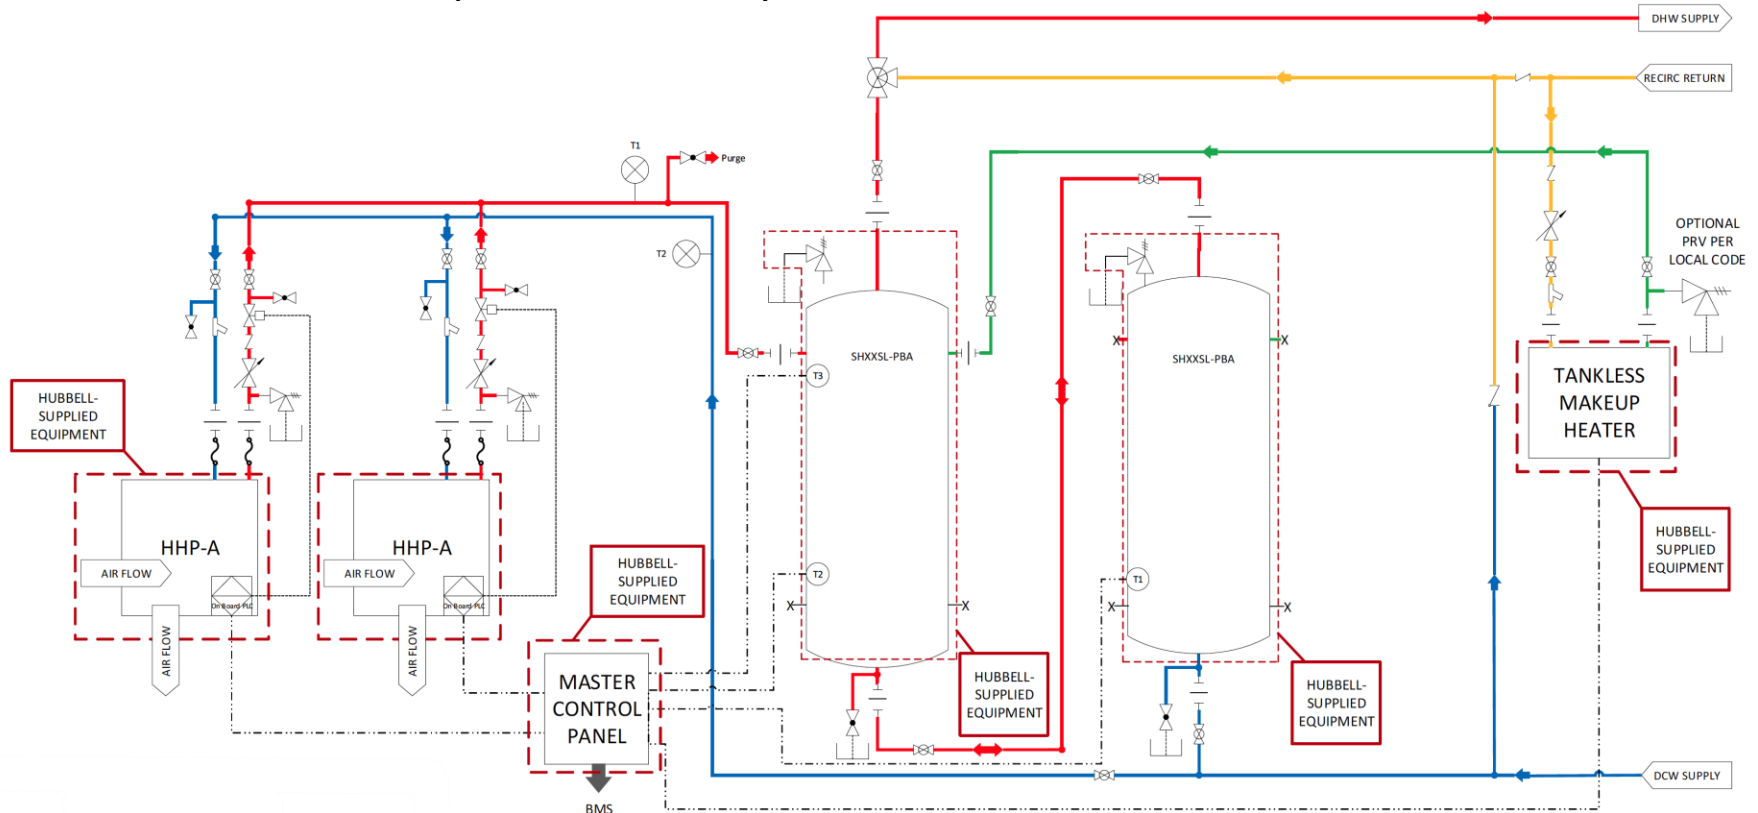 DHW SUPPLY
RECIRC RETURN
T1
Purge
T2
OPTIONAL
PRV PER
LOCAL CODE
SHXXSL-PBA
SHXXSL-PBA
T3
TANKLESS
MAKEUP
HEATER
HUBBELL-
SUPPLIED
EQUIPMENT
HHP-A
AIR FLOW
On Board PLC
AIR FLOW
HHP-A
AIR FLOW
On Board PLC
AIR FLOW
HUBBELL-
SUPPLIED
EQUIPMENT
T2
X
X
T1
X
X
X
X
HUBBELL-
SUPPLIED
EQUIPMENT
MASTER
CONTROL
PANEL
BMS
HUBBELL-
SUPPLIED
EQUIPMENT
HUBBELL-
SUPPLIED
EQUIPMENT
DCW SUPPLY